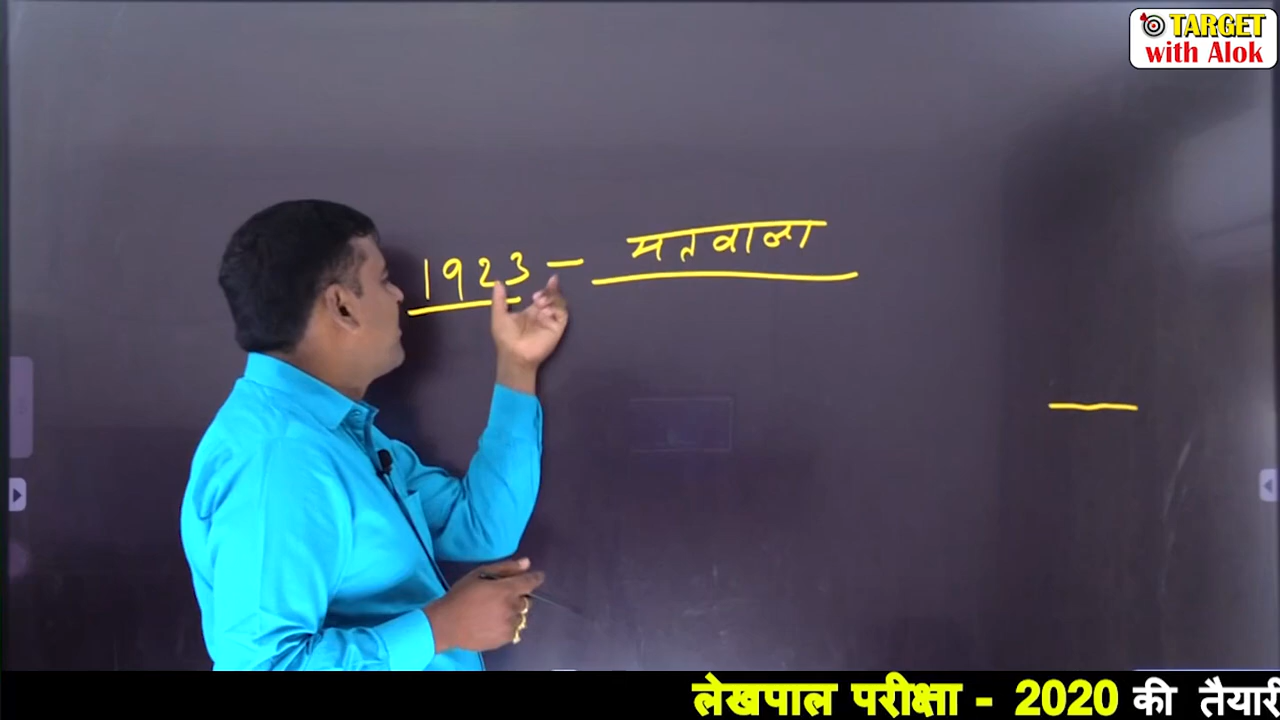 TARGET
with Alok
1923 - मतवाला
लेखपाल परीक्षा - 2020 की तैयारी